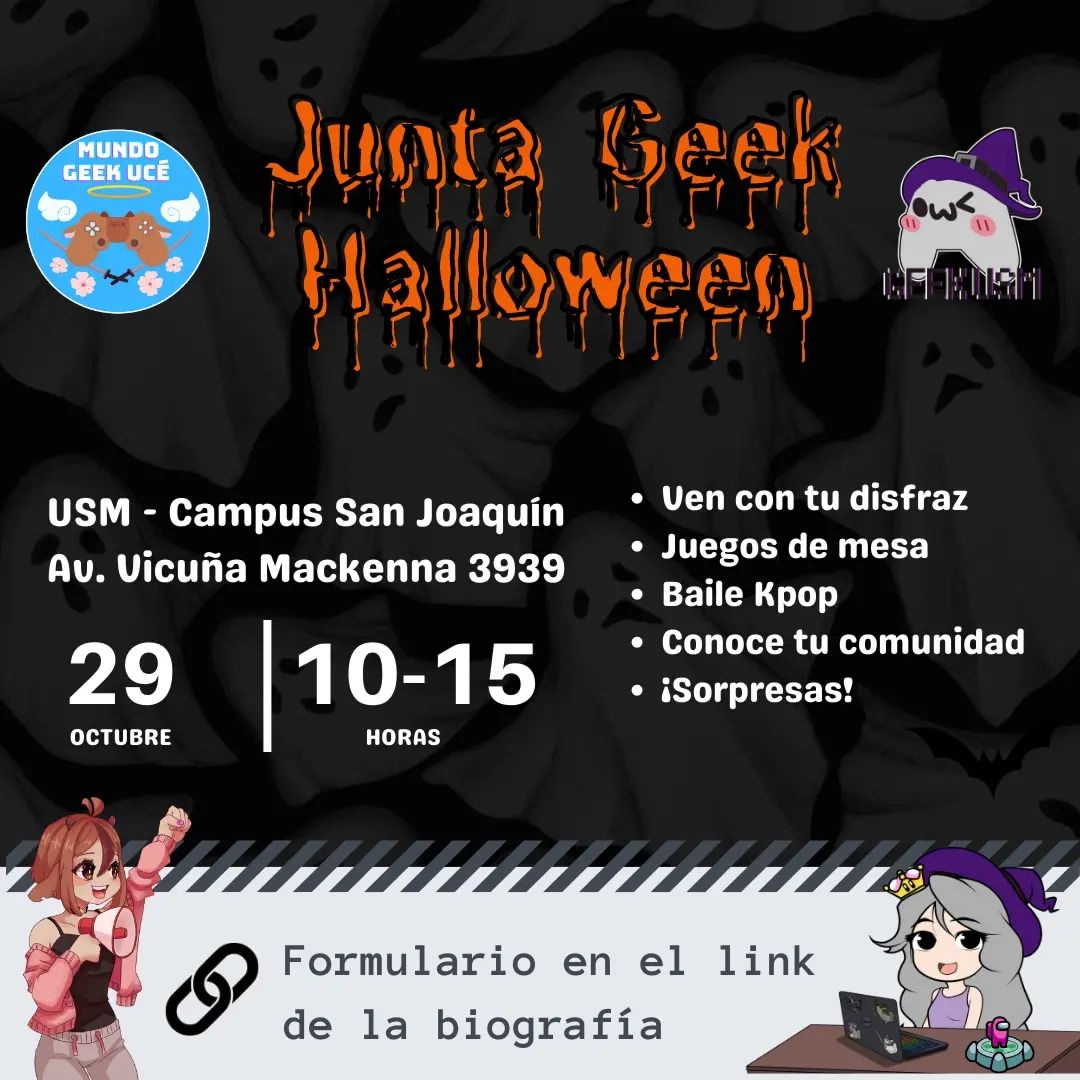 MUNDO
GEEK UCÉ
Junta Geek
Halloween
GEEKUSM
USM - Campus San Joaquín
Av. Vicuña Mackenna 3939
29
OCTUBRE
10-15
HORAS
• Ven con tu disfraz
• Juegos de mesa
• Baile Kpop
• Conoce tu comunidad
• ¡Sorpresas!
Formulario en el link
de la biografía